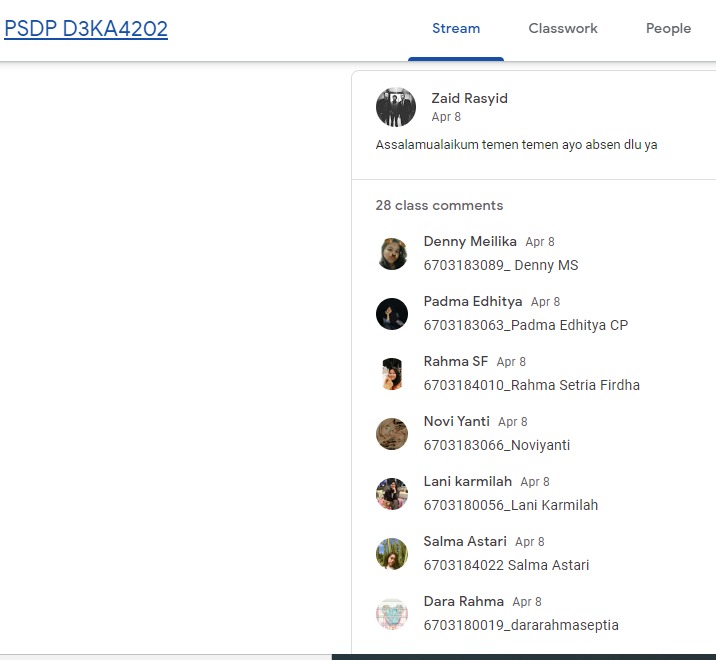 PSDP D3KA4202
Stream Classwork People
Zaid Rasyid
Apr 8
Assalamualaikum temen temen ayo absen dlu ya
28 class comments
Denny Meilika Apr 8
6703183089_ Denny MS
Padma Edhitya Apr 8
6703183063_Padma Edhitya CP
Rahma SF Apr 8
6703184010_Rahma Setria Firdha
Novi Yanti Apr 8
6703183066_Noviyanti
Lani karmilah Apr 8
6703180056_Lani Karmilah
Salma Astari Apr 8
6703184022 Salma Astari
Dara Rahma Apr 8
6703180019_dararahmaseptia